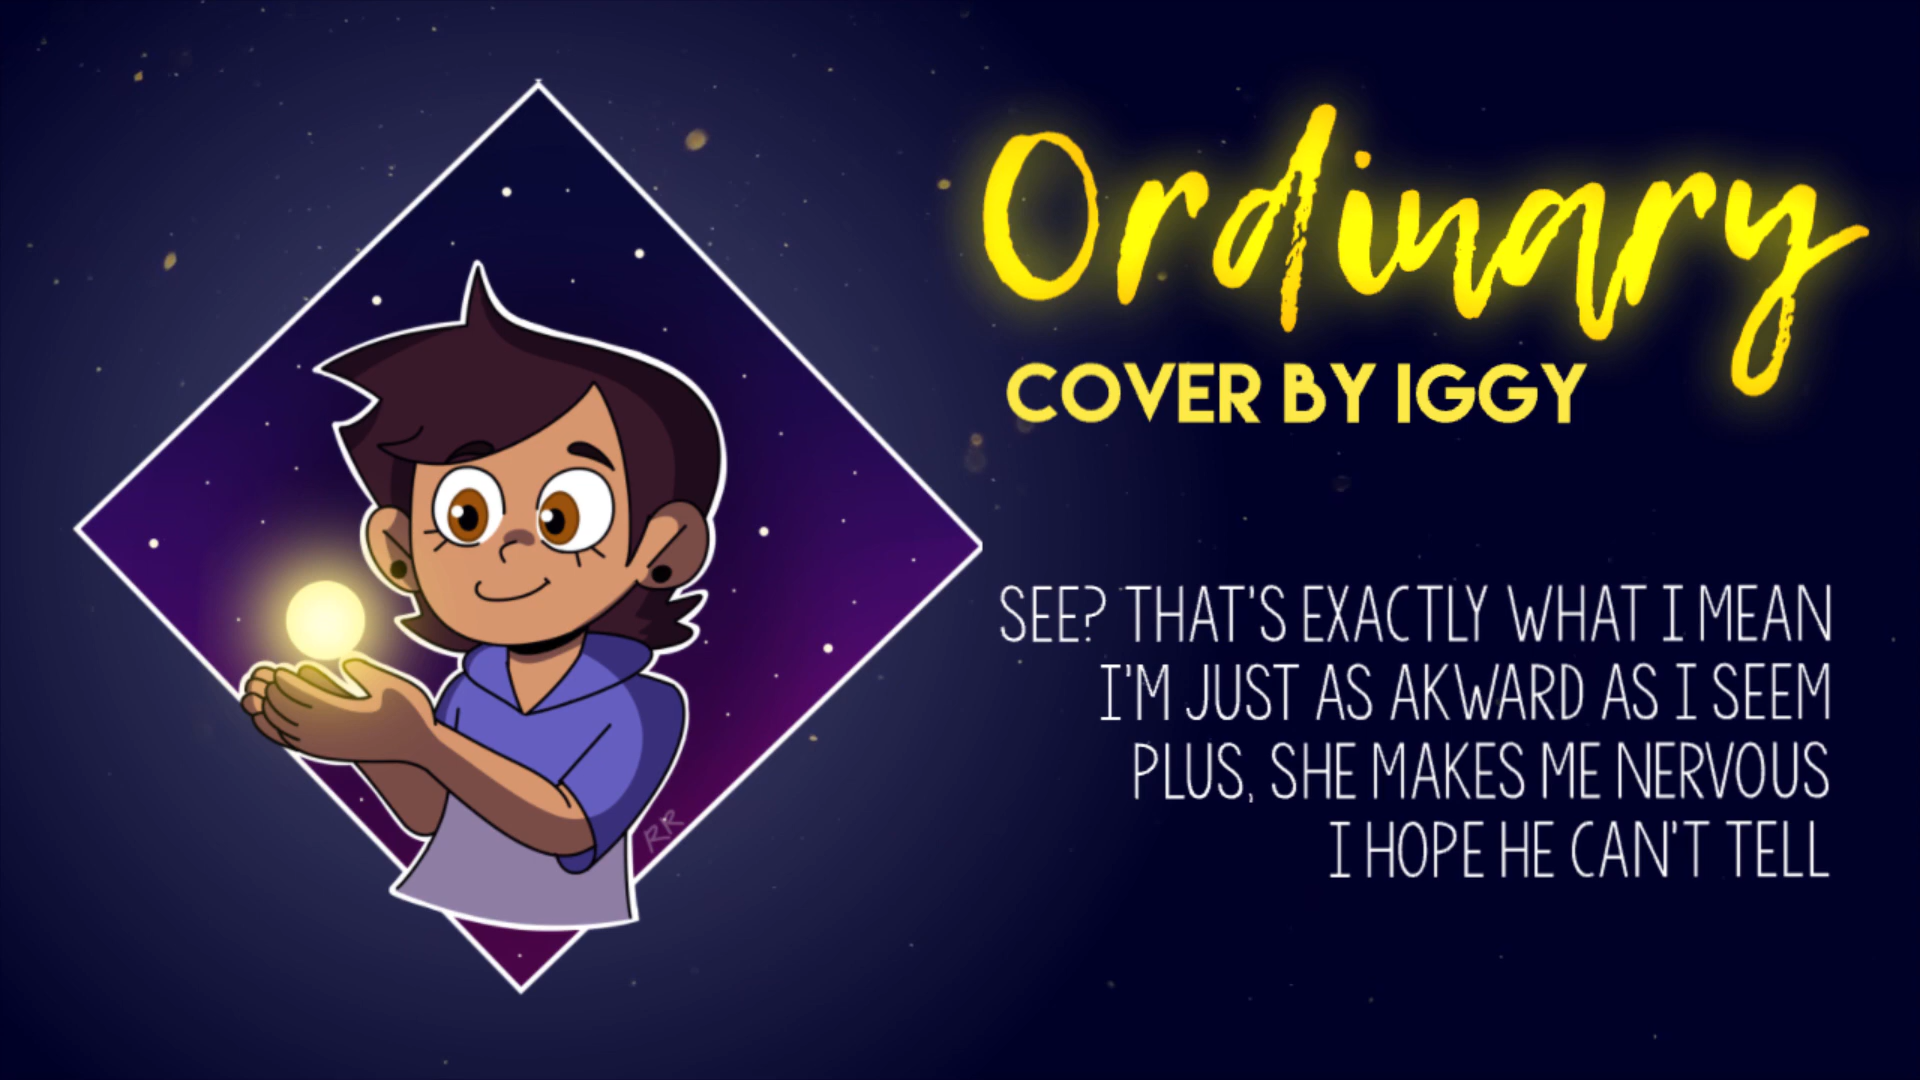 Ordinary
COVER BY IGGY
SEE? THAT'S EXACTLY WHAT I MEAN
I'M JUST AS AKWARD AS I SEEM
PLUS, SHE MAKES ME NERVOUS
I HOPE HE CAN'T TELL
RR